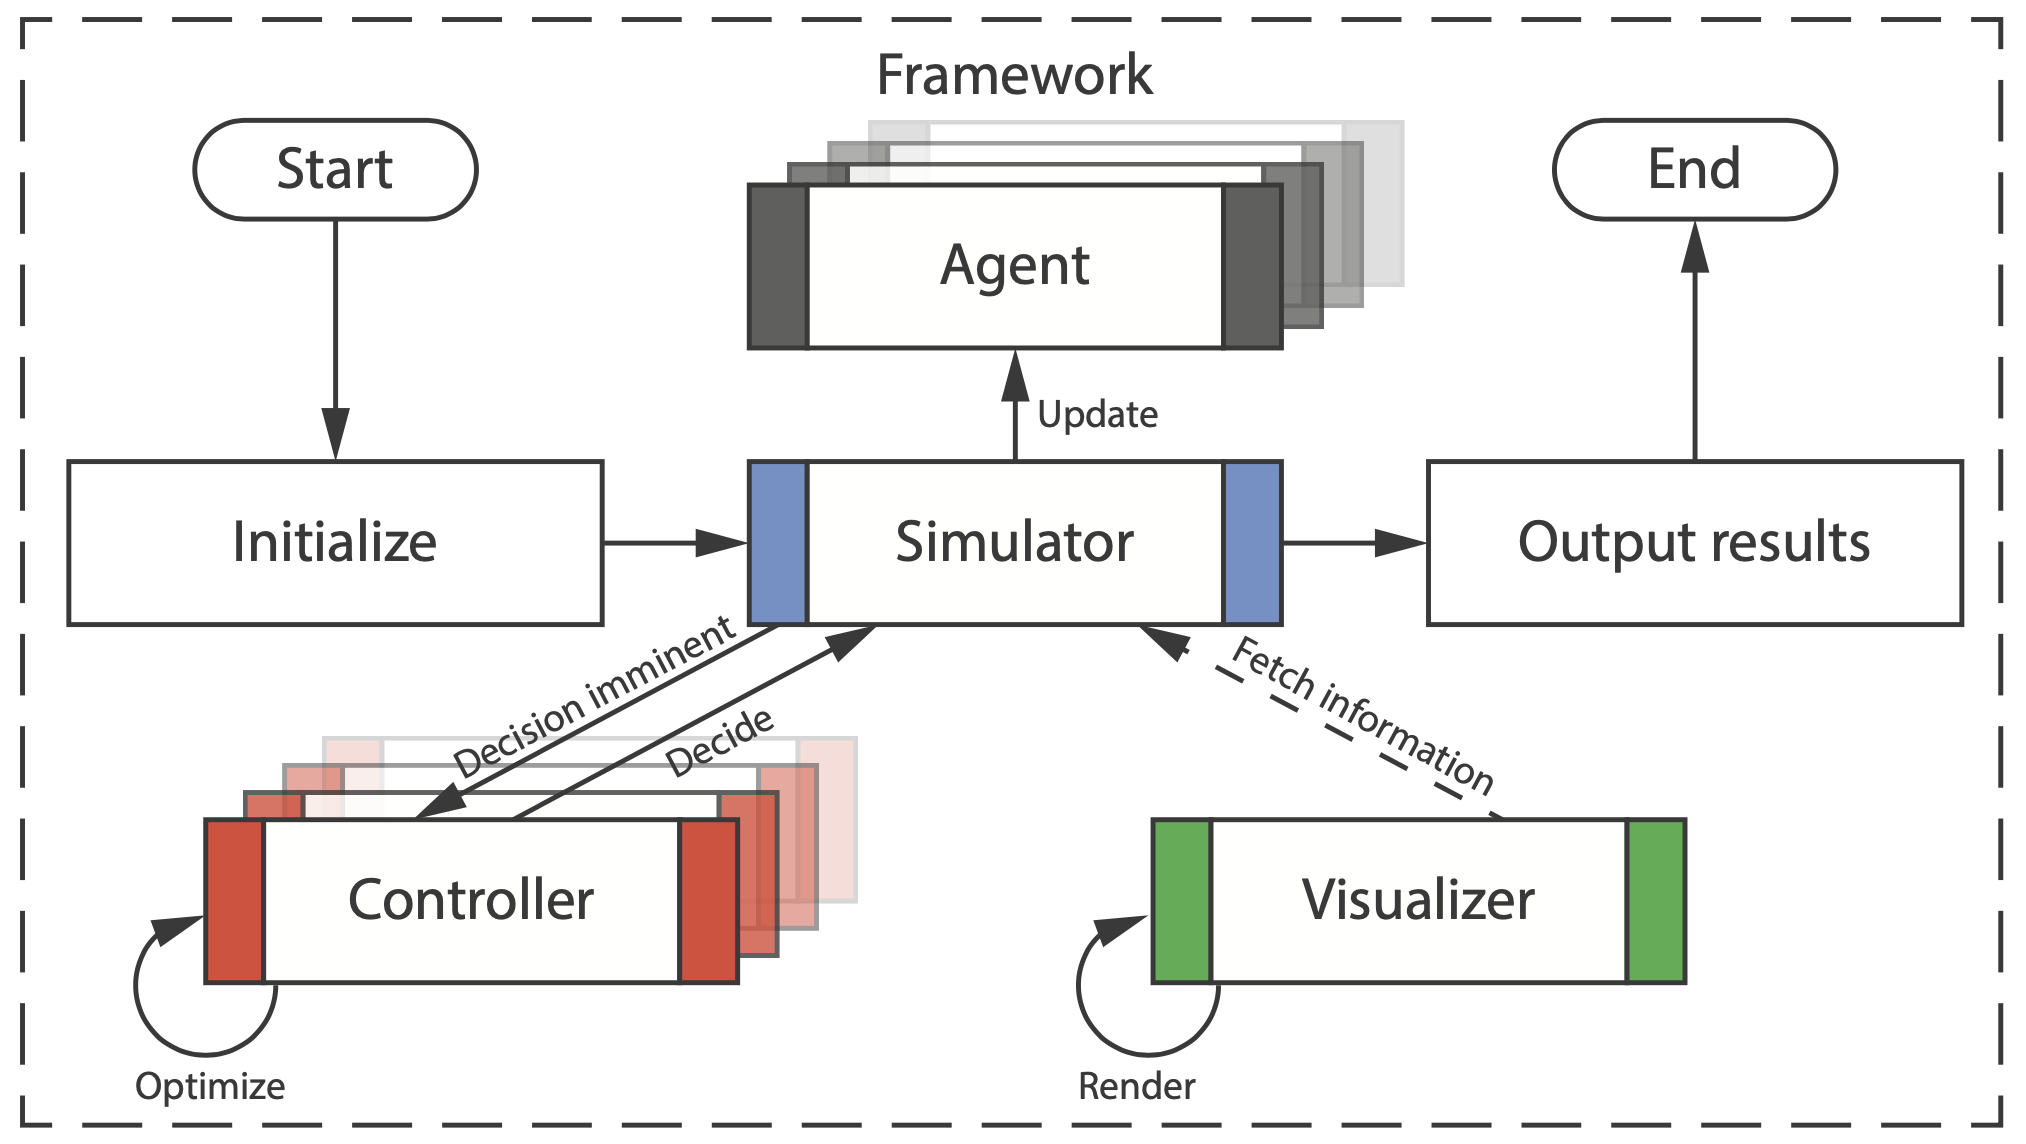 Framework
Start
End
Agent
Update
Initialize
Simulator
Output results
Decision imminent
Decide
Fetch information
Controller
Visualizer
Optimize
Render